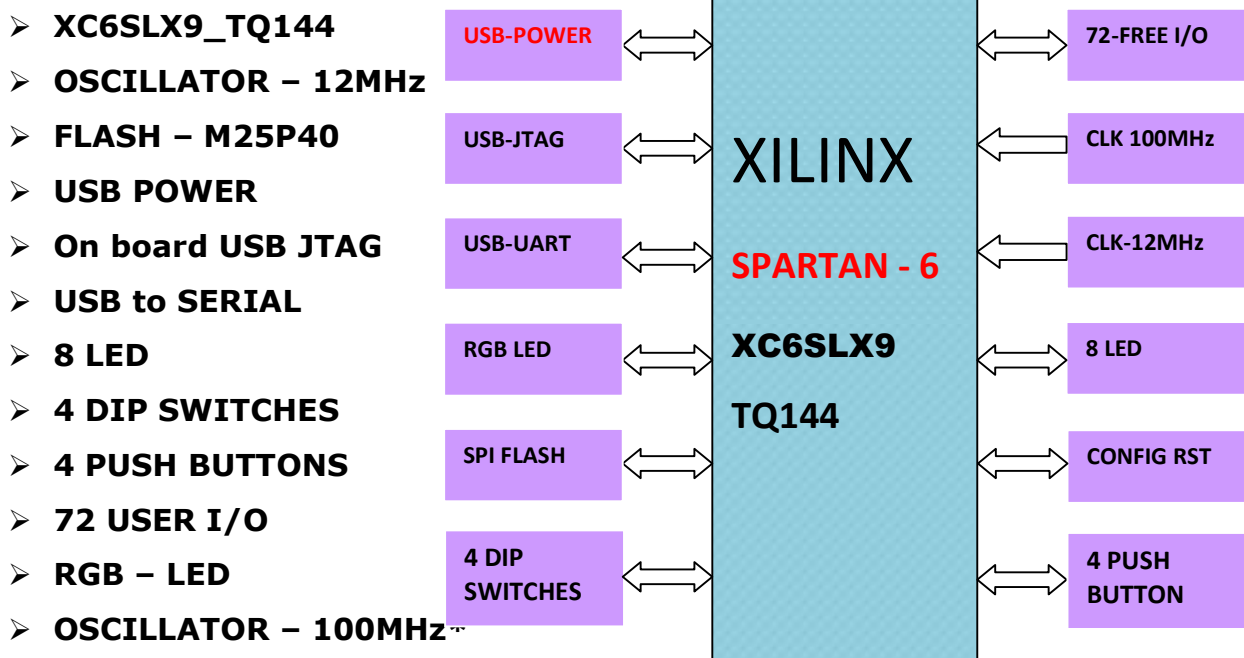 XC6SLX9_TQ144
OSCILLATOR – 12MHz
FLASH – M25P40
USB POWER
On board USB JTAG
USB to SERIAL
8 LED
4 DIP SWITCHES
4 PUSH BUTTONS
72 USER I/O
RGB – LED
OSCILLATOR – 100MHz*
USB-POWER
USB-JTAG
USB-UART
RGB LED
SPI FLASH
4 DIP
SWITCHES
XILINX
SPARTAN - 6
XC6SLX9
TQ144
72-FREE I/O
CLK 100MHz
CLK-12MHz
8 LED
CONFIG RST
4 PUSH
BUTTON